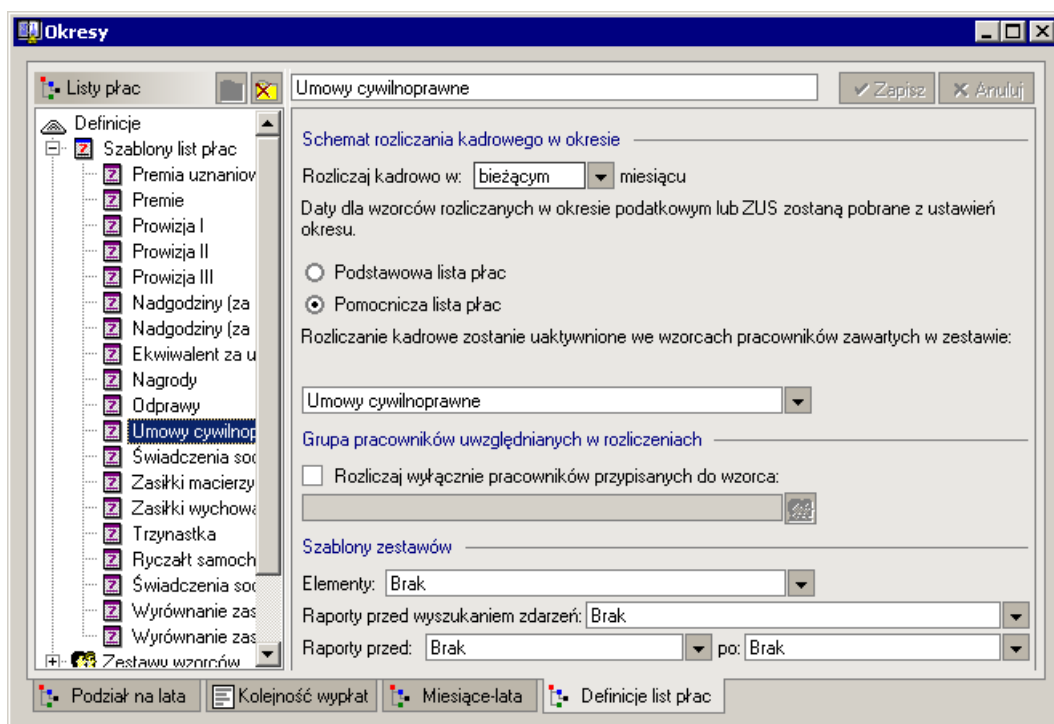 Okresy
Listy płac
Umowy cywilnoprawne
Zapisz
Anuluj
Definicje
Szablony list płac
Premia uznaniow
Premie
Prowizja I
Prowizja II
Prowizja III
Nadgodziny (za
Nadgodziny (za
Ekwiwalent za u
Nagrody
Odprawy
Umowy cywilnop
Świadczenia soc
Zasiłki macierzy
Zasiłki wychowa
Trzynastka
Ryczałt samoch
Świadczenia soc
Wyrównanie zas
Wyrównanie zas
Zestawy wzorców
Schemat rozliczania kadrowego w okresie
Rozliczaj kadrowo w: bieżącym miesiącu
Daty dla wzorców rozliczanych w okresie podatkowym lub ZUS zostaną pobrane z ustawień
okresu.
Podstawowa lista płac
Pomocnicza lista płac
Rozliczanie kadrowe zostanie uaktywnione we wzorcach pracowników zawartych w zestawie:
Umowy cywilnoprawne
Grupa pracowników uwzględnianych w rozliczeniach
Rozliczaj wyłącznie pracowników przypisanych do wzorca:
Szablony zestawów
Elementy: Brak
Raporty przed wyszukaniem zdarzeń: Brak
Raporty przed: Brak po: Brak
Podział na lata
Kolejność wypłat
Miesiące-lata
Definicje list płac